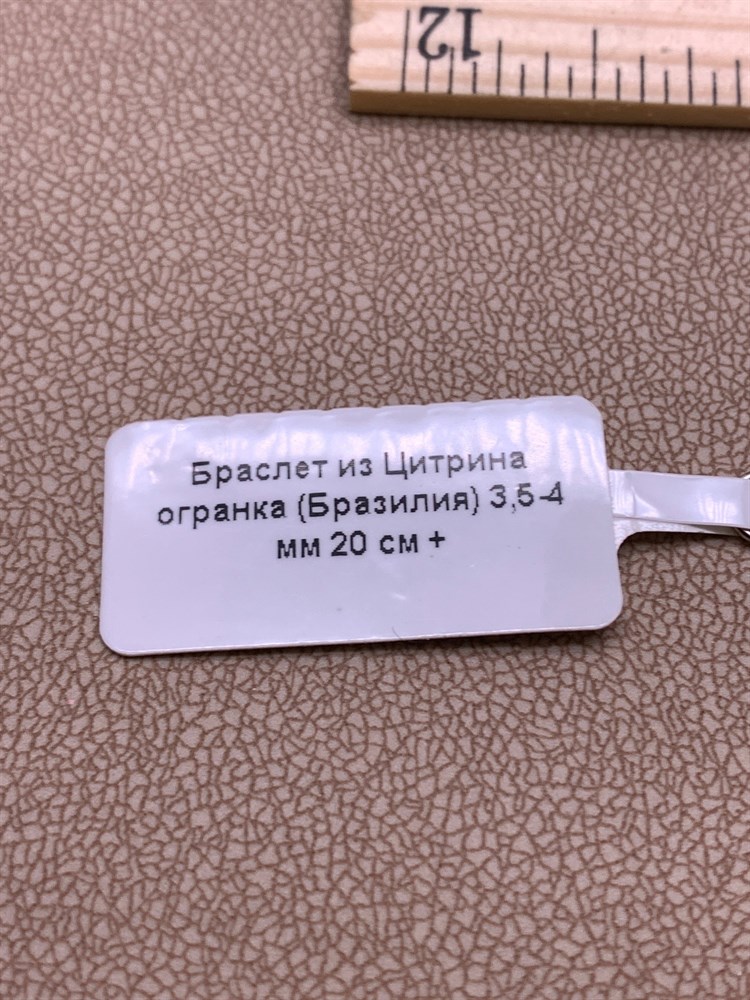 12
Браслет из Цитрина
огранка (Бразилия) 3,5-4
мм 20 см +